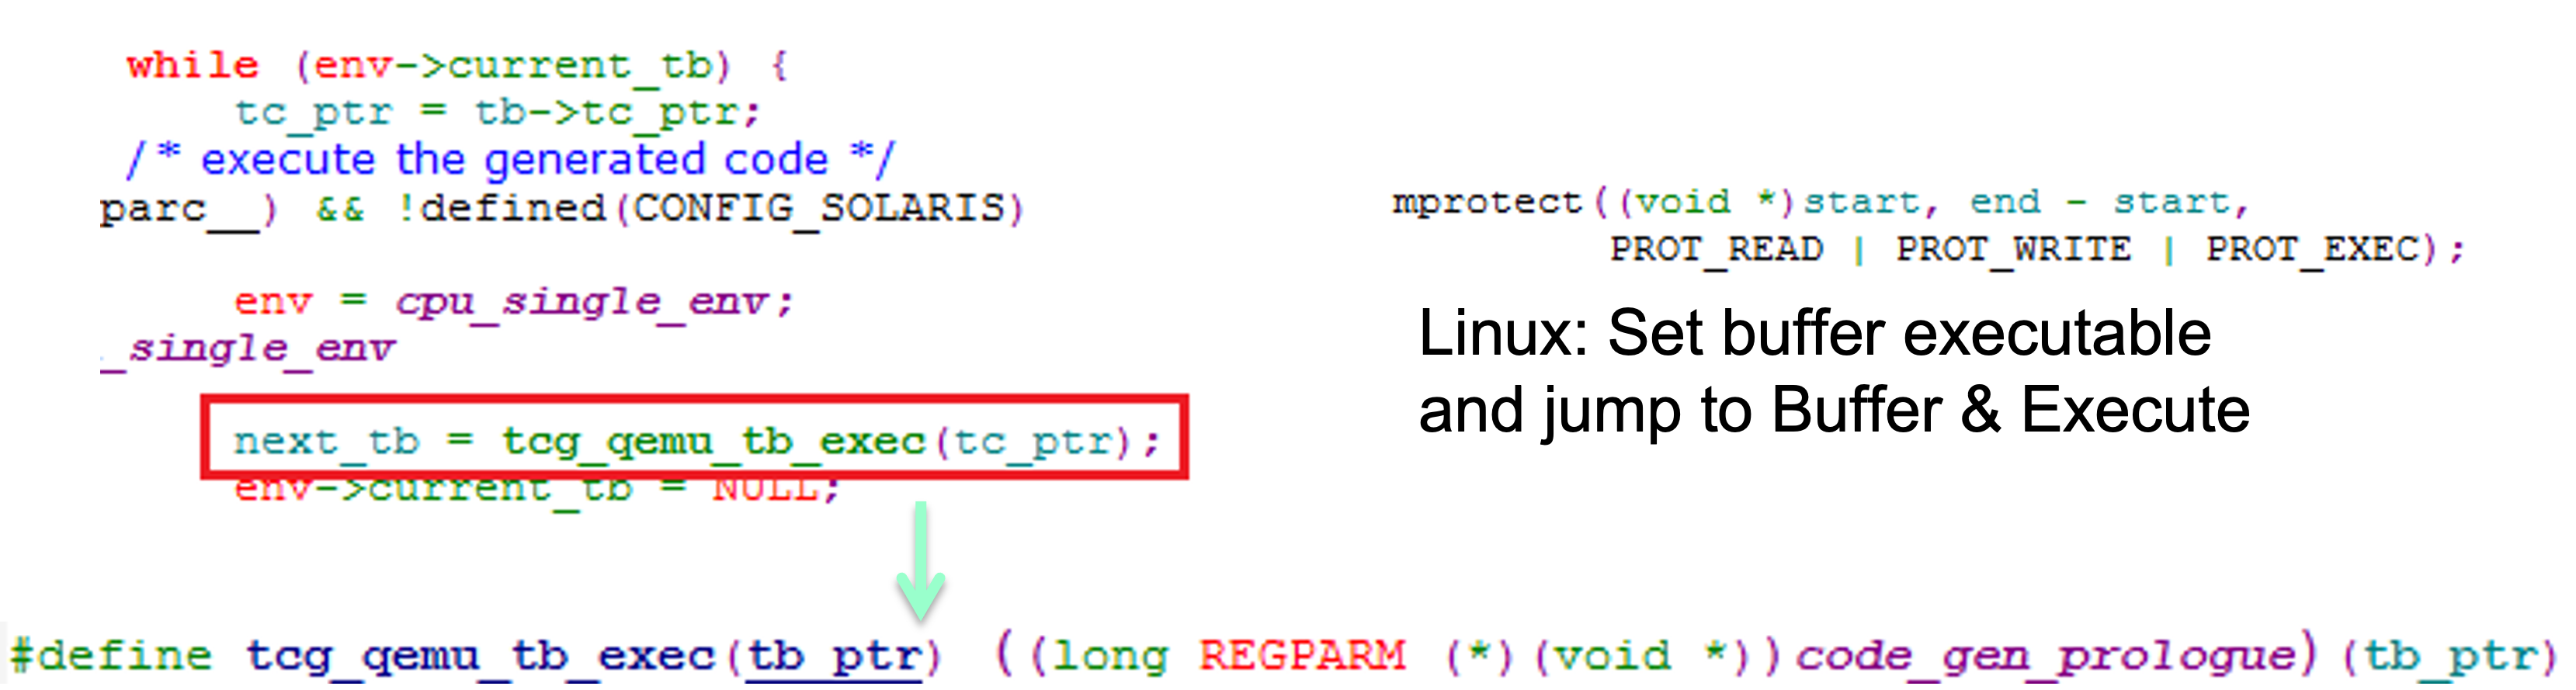 while (env->current_tb) {
tc_ptr = tb->tc_ptr;
/* execute the generated code */
parc__) && !defined(CONFIG_SOLARIS)
env = cpu_single_env;
_single_env
next_tb = tcg_qemu_tb_exec(tc_ptr);
env->current_tb = NULL;
mprotect((void *)start, end - start,
PROT_READ | PROT_WRITE | PROT_EXEC);
Linux: Set buffer executable
and jump to Buffer & Execute
#define tcg_qemu_tb_exec(tb_ptr) ((long REGPARM (*)(void *))code_gen_prologue)(tb_ptr)